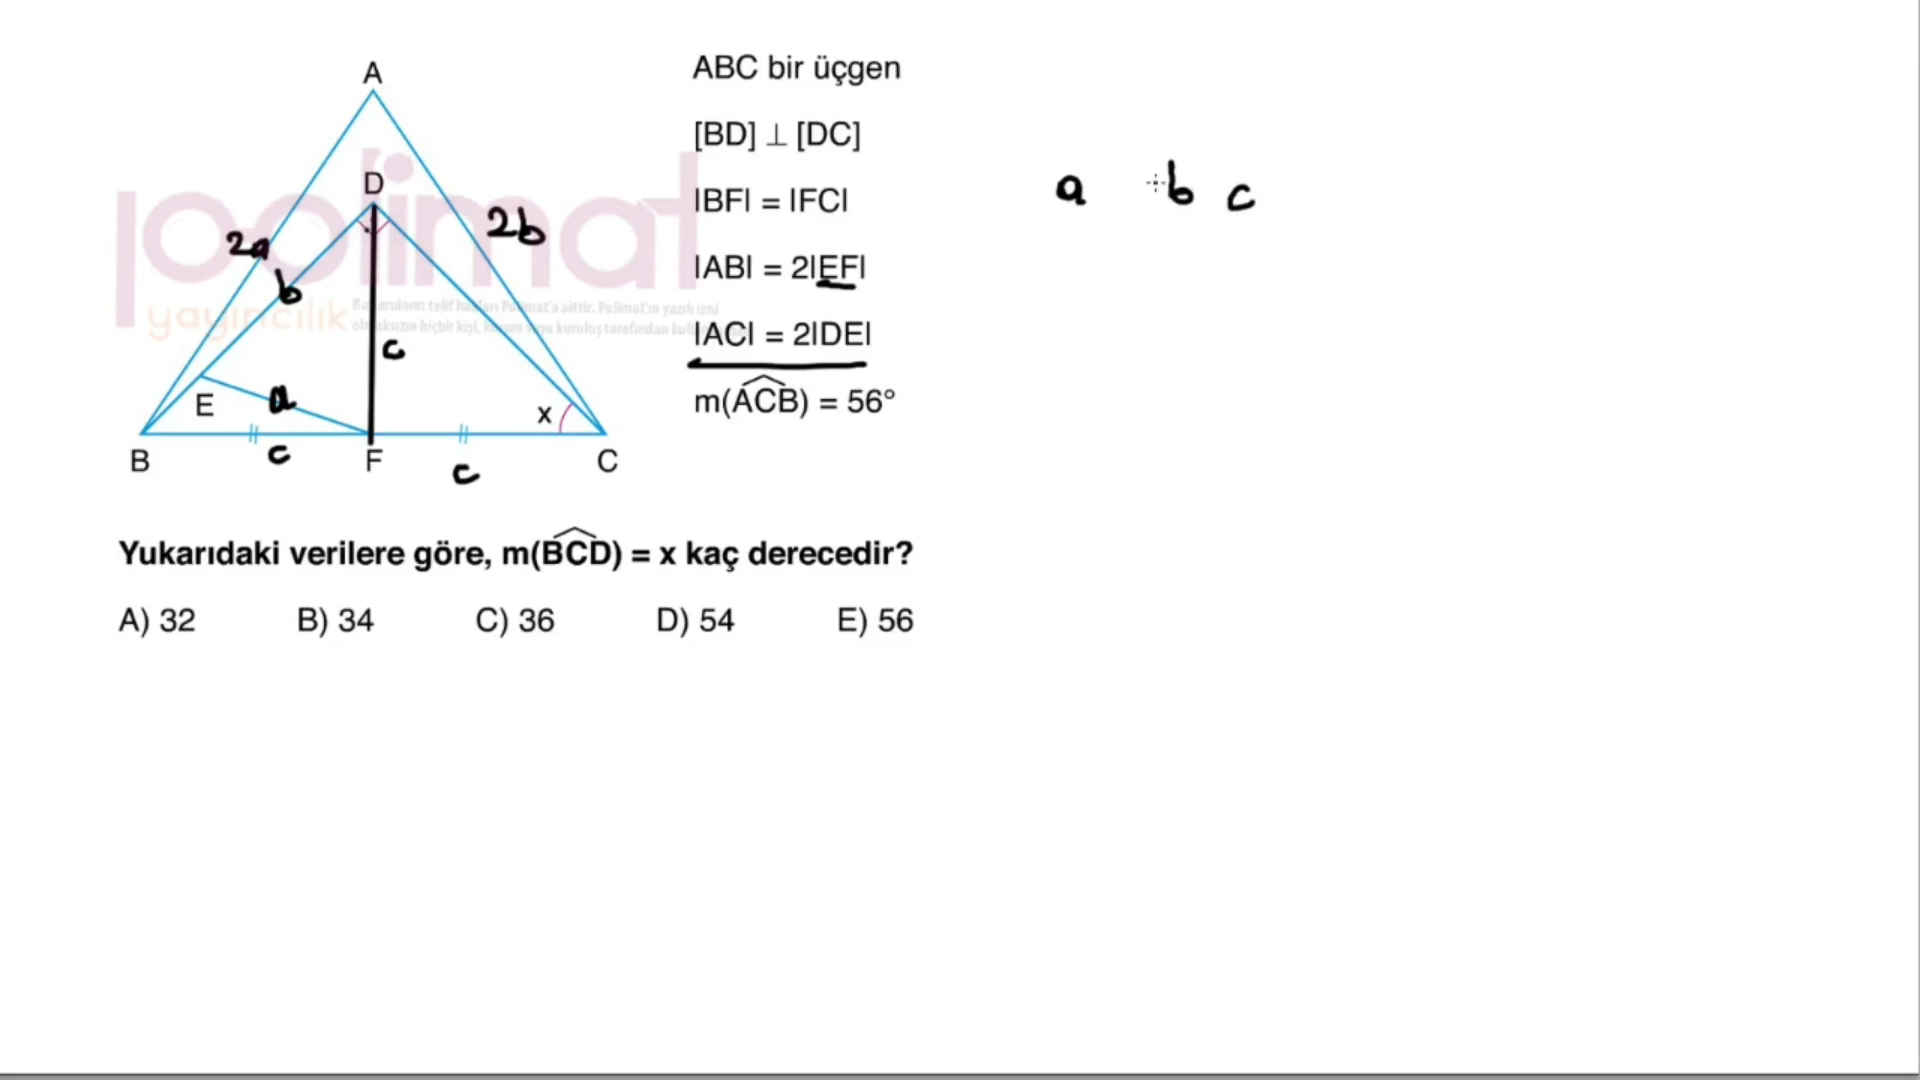 A
D
2a
b
2b
c
E
a
x
B
c
F
c
C
polimat
yayıncılık
ABC bir üçgen
[BD] ⊥ [DC]
|BF| = |FC|
|AB| = 2|EF|
|AC| = 2|DE|
m(ACB) = 56°
a b c
Yukarıdaki verilere göre, m(BCD) = x kaç derecedir?
A) 32 B) 34 C) 36 D) 54 E) 56